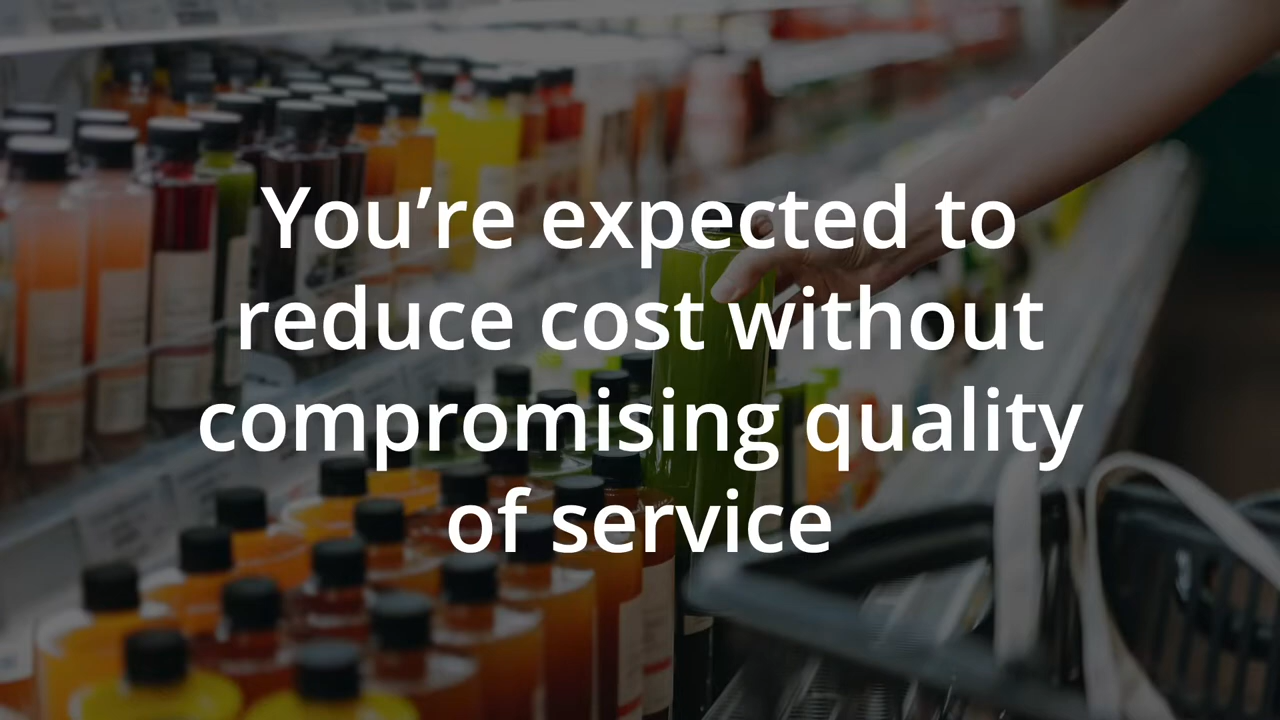 You’re expected to
reduce cost without
compromising quality
of service